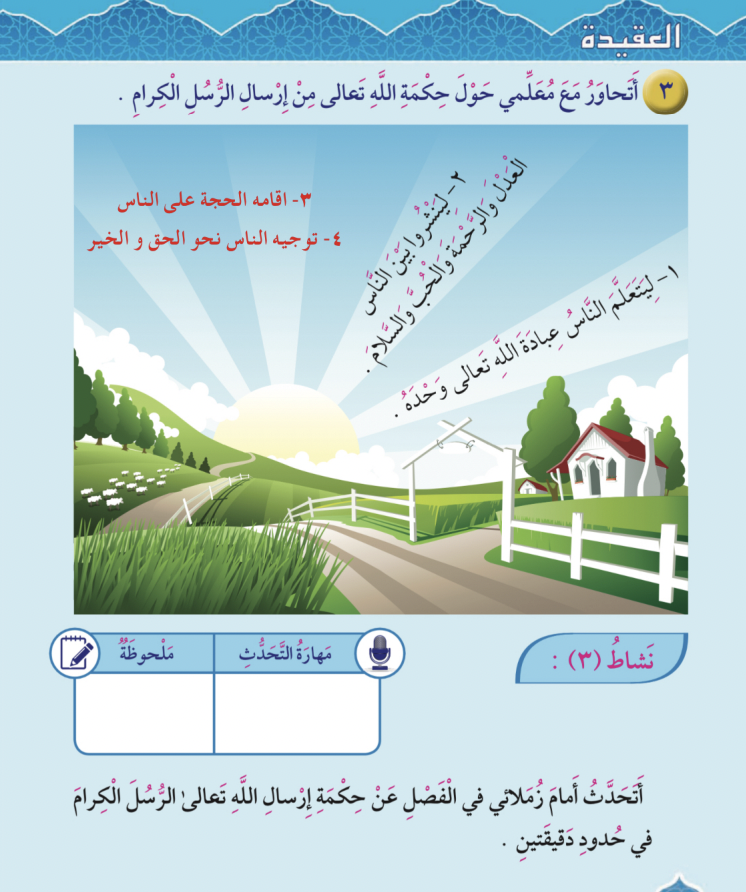 العقيدة
٣ أَتَحاوَرُ مَعَ مُعَلِّمي حَوْلَ حِكْمَةِ اللَّهِ تَعالى مِنْ إِرْسالِ الرُّسُلِ الْكِرامِ .
١- لِيَتَعَلَّمَ النَّاسُ عِبادَةَ اللَّهِ تَعالى وَحْدَهُ .
٢- لِيَنْشُروا بَيْنَ النَّاسِ
العَدْلَ وَالرَّحْمَةَ وَالْحُبَّ وَالسَّلامَ .
٣- اقامه الحجة على الناس
٤- توجيه الناس نحو الحق و الخير
نَشاطُ (٣) :
مَهارَةُ التَّحَدُّثِ مَلْحوظَةٌ
أَتَحَدَّثُ أَمامَ زُمَلائي في الْفَصْلِ عَنْ حِكْمَةِ إِرْسالِ اللَّهِ تَعالىٰ الرُّسُلَ الْكِرامَ
في حُدودِ دَقيقَتينِ .